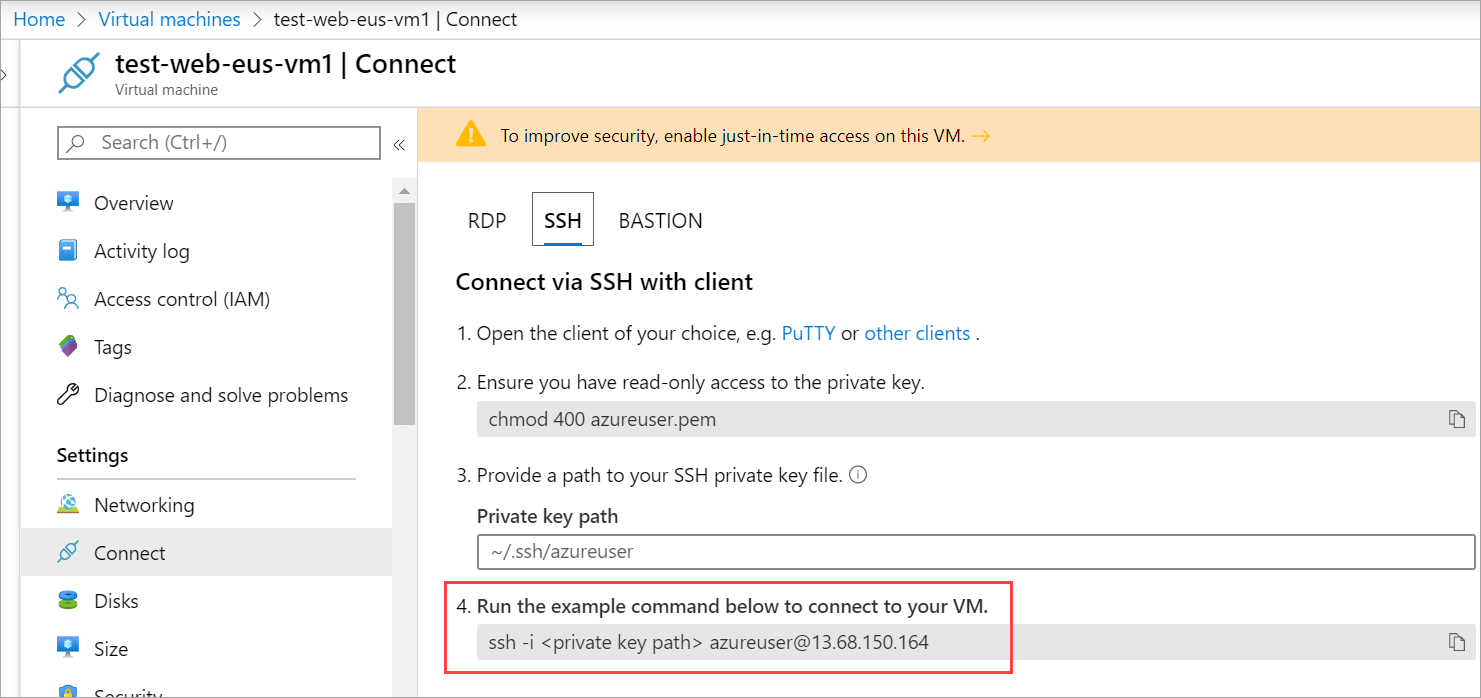 Home > Virtual machines > test-web-eus-vm1 | Connect
test-web-eus-vm1 | Connect
Virtual machine
Search (Ctrl+/)
«
Overview
Activity log
Access control (IAM)
Tags
Diagnose and solve problems
Settings
Networking
Connect
Disks
Size
Security
To improve security, enable just-in-time access on this VM. →
RDP SSH BASTION
Connect via SSH with client
1. Open the client of your choice, e.g. PuTTY or other clients .
2. Ensure you have read-only access to the private key.
chmod 400 azureuser.pem
3. Provide a path to your SSH private key file.
Private key path
~/.ssh/azureuser
4. Run the example command below to connect to your VM.
ssh -i <private key path> azureuser@13.68.150.164